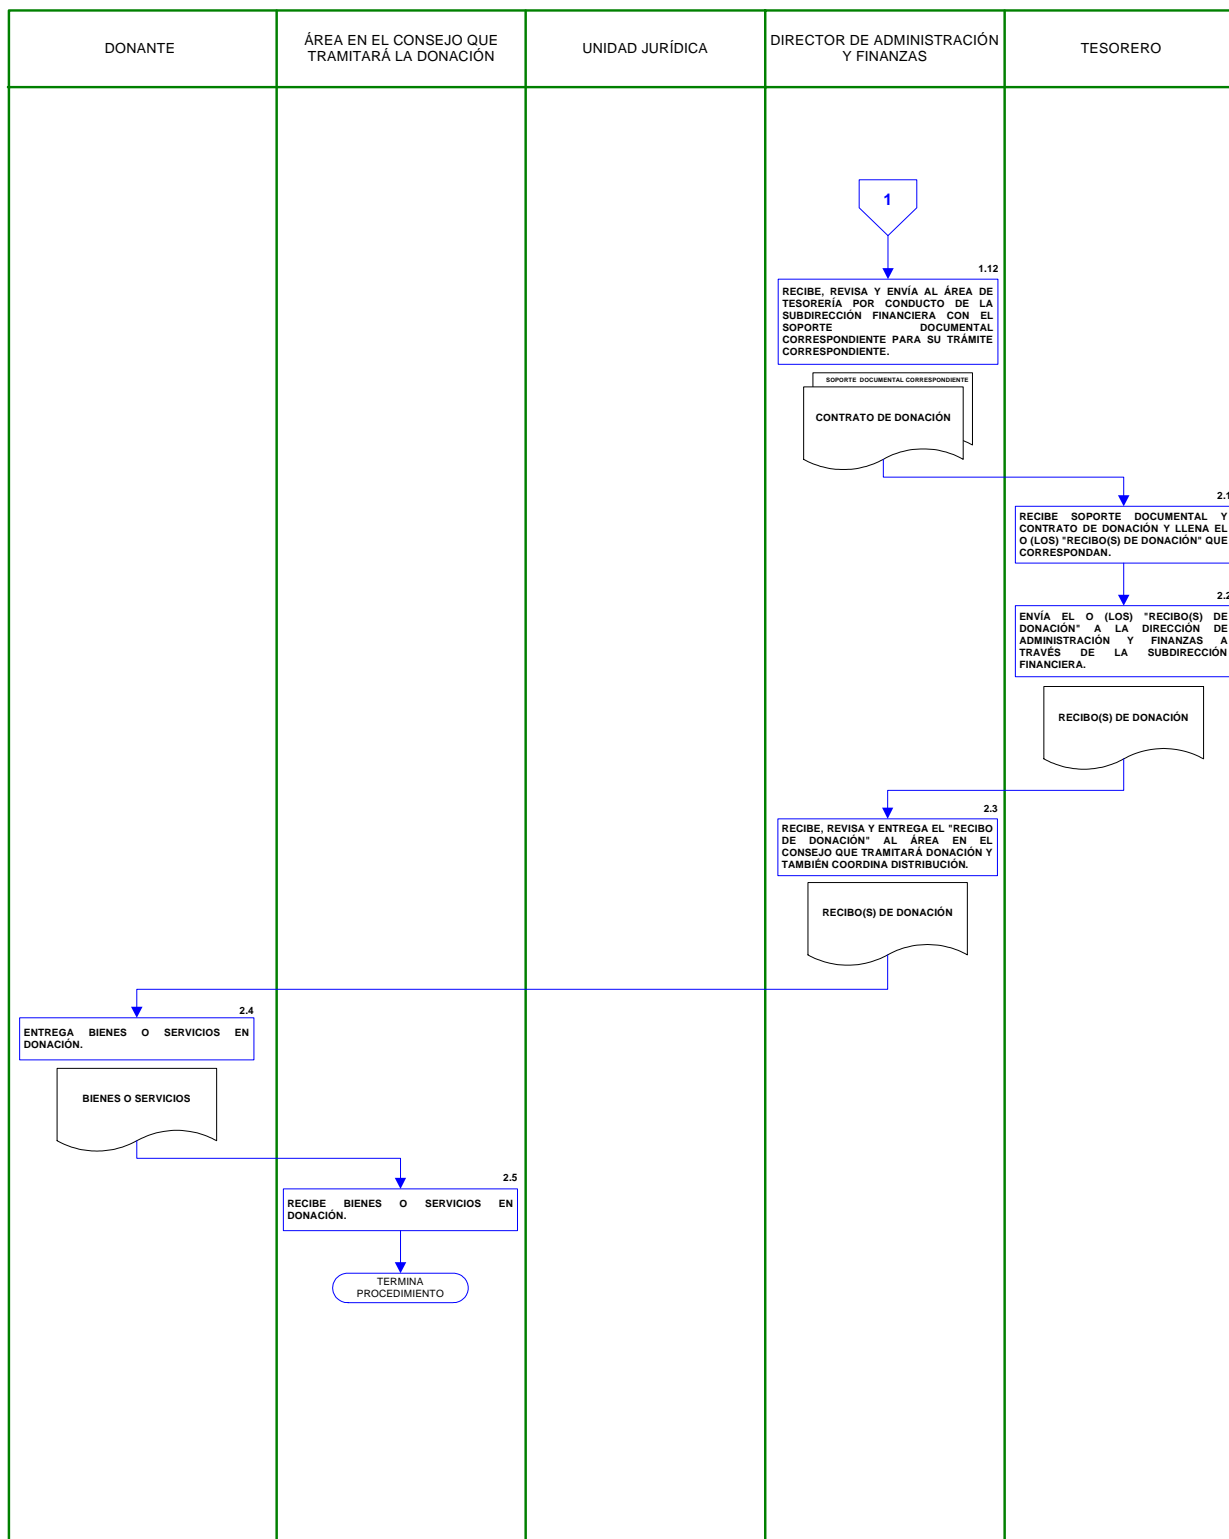 DONANTE
ÁREA EN EL CONSEJO QUE
TRAMITARÁ LA DONACIÓN
UNIDAD JURÍDICA
DIRECTOR DE ADMINISTRACIÓN
Y FINANZAS
TESORERO
1
1.12
RECIBE, REVISA Y ENVÍA AL ÁREA DE
TESORERÍA POR CONDUCTO DE LA
SUBDIRECCIÓN FINANCIERA CON EL
SOPORTE DOCUMENTAL
CORRESPONDIENTE PARA SU TRÁMITE
CORRESPONDIENTE.
SOPORTE DOCUMENTAL CORRESPONDIENTE
CONTRATO DE DONACIÓN
2.1
RECIBE SOPORTE DOCUMENTAL Y
CONTRATO DE DONACIÓN Y LLENA EL
O (LOS) "RECIBO(S) DE DONACIÓN" QUE
CORRESPONDAN.
2.2
ENVÍA EL O (LOS) "RECIBO(S) DE
DONACIÓN" A LA DIRECCIÓN DE
ADMINISTRACIÓN Y FINANZAS A
TRAVÉS DE LA SUBDIRECCIÓN
FINANCIERA.
RECIBO(S) DE DONACIÓN
2.3
RECIBE, REVISA Y ENTREGA EL "RECIBO
DE DONACIÓN" AL ÁREA EN EL
CONSEJO QUE TRAMITARÁ DONACIÓN Y
TAMBIÉN COORDINA DISTRIBUCIÓN.
RECIBO(S) DE DONACIÓN
2.4
ENTREGA BIENES O SERVICIOS EN
DONACIÓN.
BIENES O SERVICIOS
2.5
RECIBE BIENES O SERVICIOS EN
DONACIÓN.
TERMINA
PROCEDIMIENTO